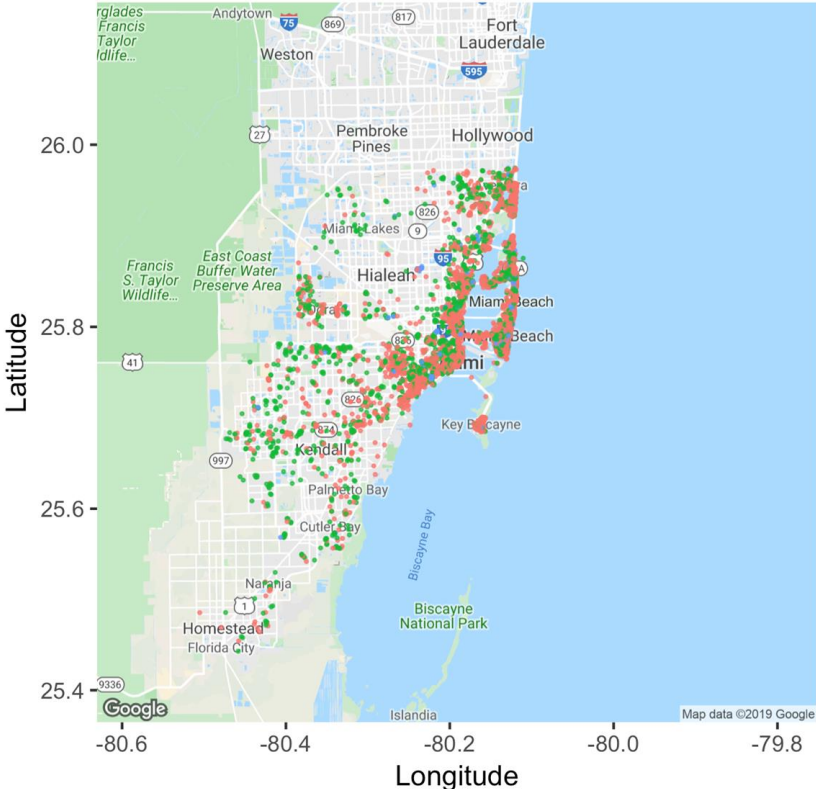 rglades
Francis
Taylor
ldlife...
Andytown
75
869
817
Fort
Lauderdale
Weston
595
27
Pembroke
Pines
Hollywood
26.0
826
Miami Lakes
9
95
East Coast
Buffer Water
Preserve Area
Francis
S. Taylor
Wildlife...
Hialeah
A
Miami Beach
25.8
Beach
41
826
Key Biscayne
874
Kendall
997
Palmetto Bay
25.6
Cutler Bay
Biscayne Bay
Naranja
1
Biscayne
National Park
Homestead
Florida City
9336
25.4
Google
Islandia
Map data ©2019 Google
-80.6
-80.4
-80.2
-80.0
-79.8
Longitude
Latitude